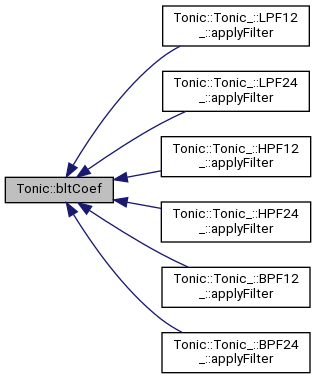 Tonic::Tonic_::LPF12
_::applyFilter
Tonic::Tonic_::LPF24
_::applyFilter
Tonic::Tonic_::HPF12
_::applyFilter
Tonic::bltCoef
Tonic::Tonic_::HPF24
_::applyFilter
Tonic::Tonic_::BPF12
_::applyFilter
Tonic::Tonic_::BPF24
_::applyFilter